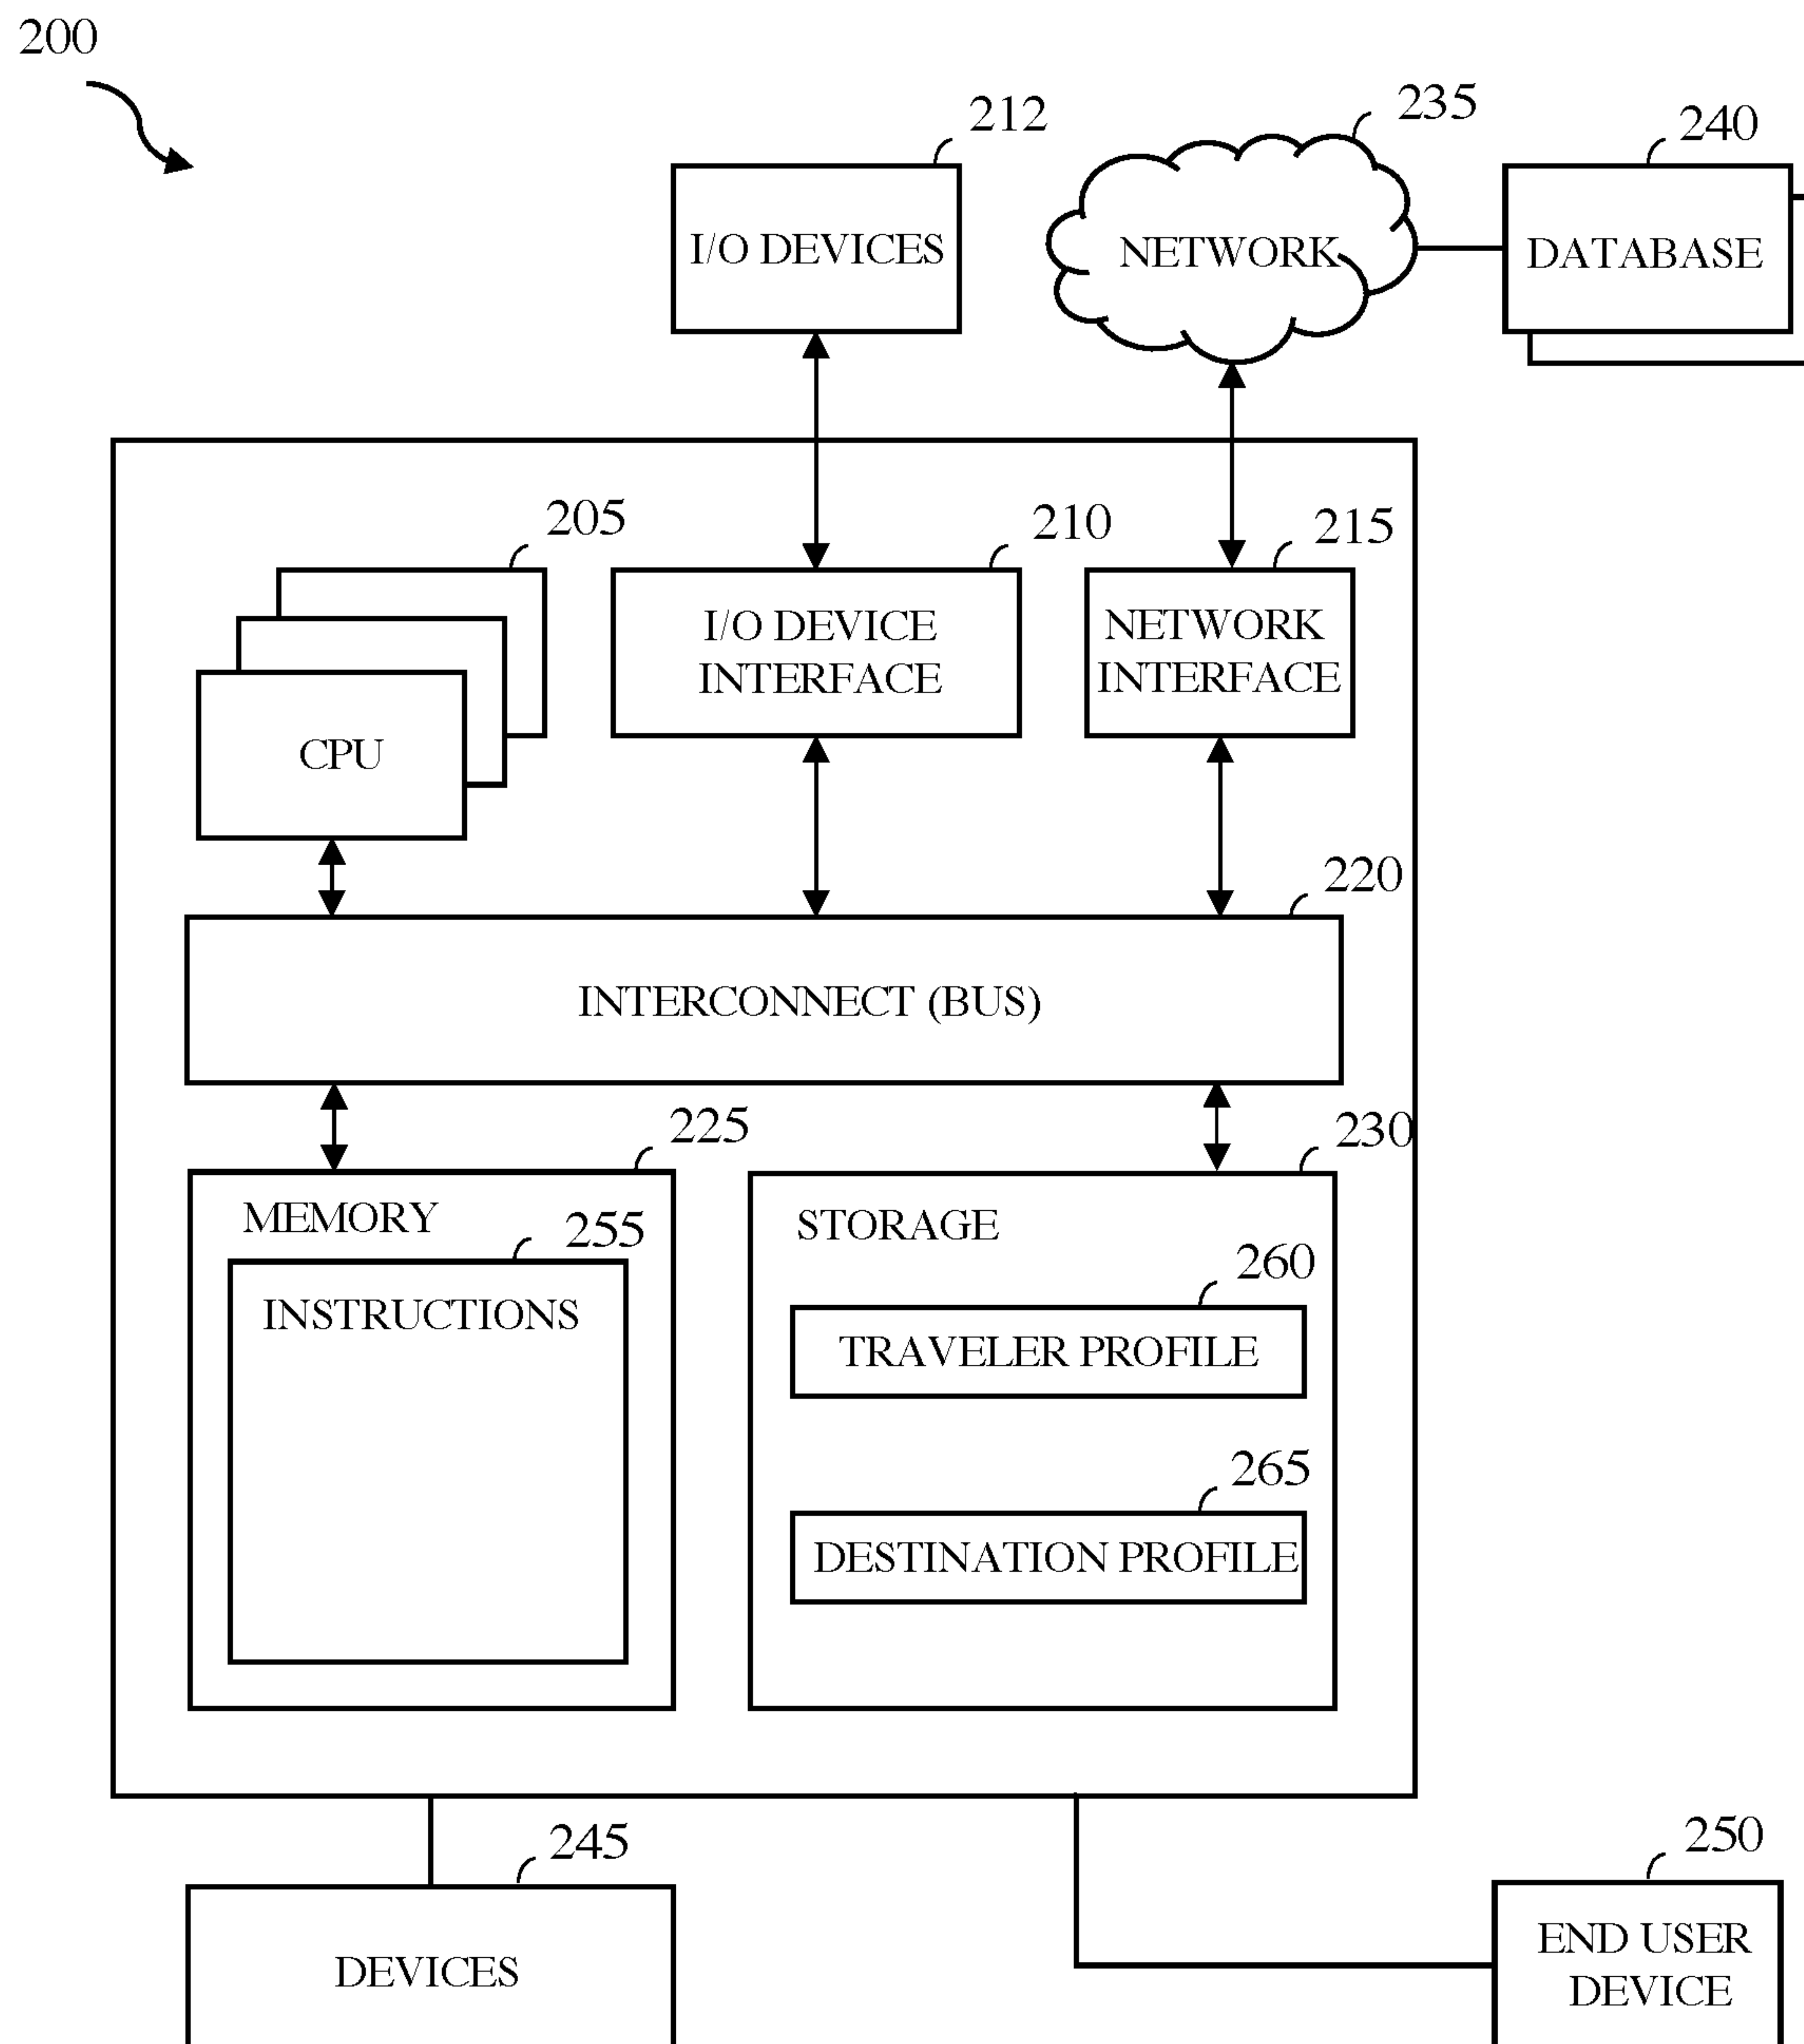 200
212
235
240
I/O DEVICES
NETWORK
DATABASE
205
210
215
I/O DEVICE
INTERFACE
NETWORK
INTERFACE
CPU
220
INTERCONNECT (BUS)
225
230
MEMORY
STORAGE
255
INSTRUCTIONS
260
TRAVELER PROFILE
265
DESTINATION PROFILE
245
250
DEVICES
END USER
DEVICE